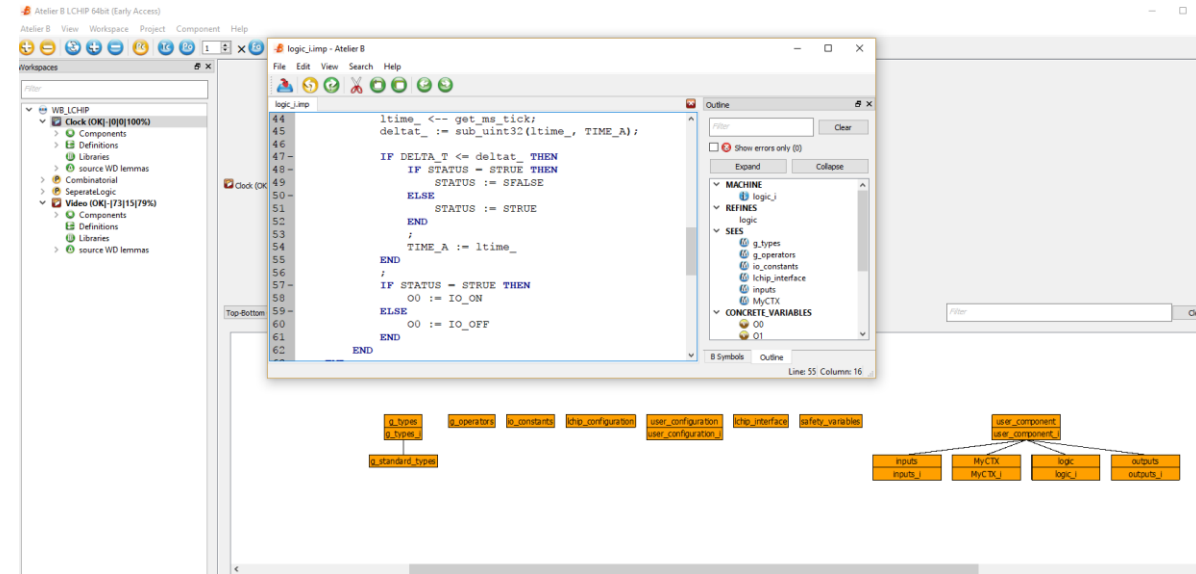 Atelier B LCHIP 64bit (Early Access)
Atelier B View Workspace Project Component Help
1
Workspaces
Filter
WB_LCHIP
Clock (OK|-|0|0|100%)
Components
Definitions
Libraries
source WD lemmas
Combinatorial
SeperateLogic
Video (OK|-|73|15|79%)
Components
Definitions
Libraries
source WD lemmas
Clock (OK
Top-Bottom
logic_i.imp - Atelier B
File Edit View Search Help
logic_i.imp
44 ltime_ <-- get_ms_tick;
45 deltat_ := sub_uint32(ltime_, TIME_A);
46
47 - IF DELTA_T <= deltat_ THEN
48 - IF STATUS = STRUE THEN
49 STATUS := SFALSE
50 - ELSE
51 STATUS := STRUE
52 END
53 ;
54 TIME_A := ltime_
55 END
56 ;
57 - IF STATUS = STRUE THEN
58 O0 := IO_ON
59 - ELSE
60 O0 := IO_OFF
61 END
62 END
Outline
Filter
Clear
Show errors only (0)
Expand Collapse
MACHINE
logic_i
REFINES
logic
SEES
g_types
g_operators
io_constants
lchip_interface
inputs
MyCTX
CONCRETE_VARIABLES
O0
O1
B Symbols Outline
Line: 55 Column: 16
Filter
g_types
g_types_i
g_standard_types
g_operators
io_constants
lchip_configuration
user_configuration
user_configuration_i
lchip_interface
safety_variables
user_component
user_component_i
inputs
inputs_i
MyCTX
MyCTX_i
logic
logic_i
outputs
outputs_i